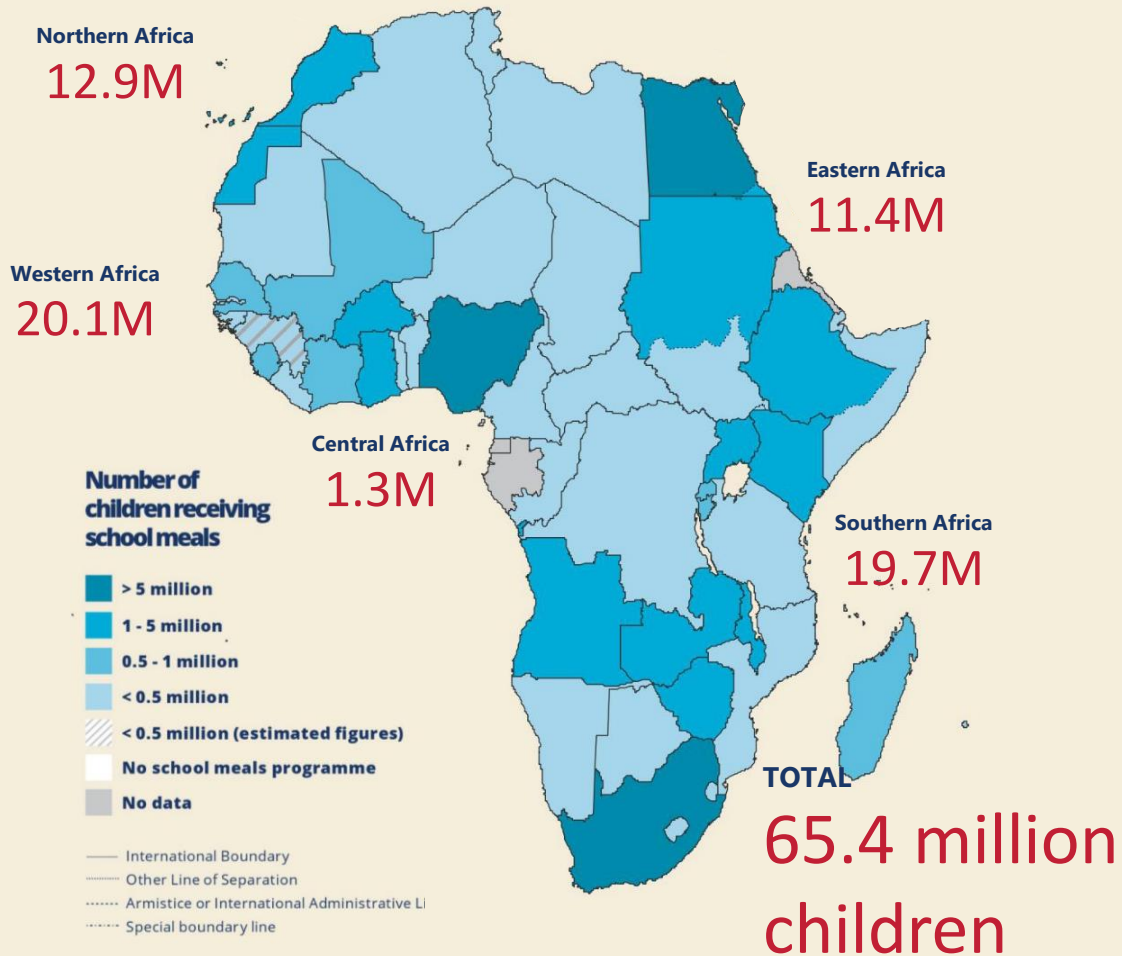 Northern Africa
12.9M
Eastern Africa
11.4M
Western Africa
20.1M
Central Africa
1.3M
Southern Africa
19.7M
Number of
children receiving
school meals
> 5 million
1 - 5 million
0.5 - 1 million
< 0.5 million
< 0.5 million (estimated figures)
No school meals programme
No data
International Boundary
Other Line of Separation
Armistice or International Administrative Li
Special boundary line
TOTAL
65.4 million
children